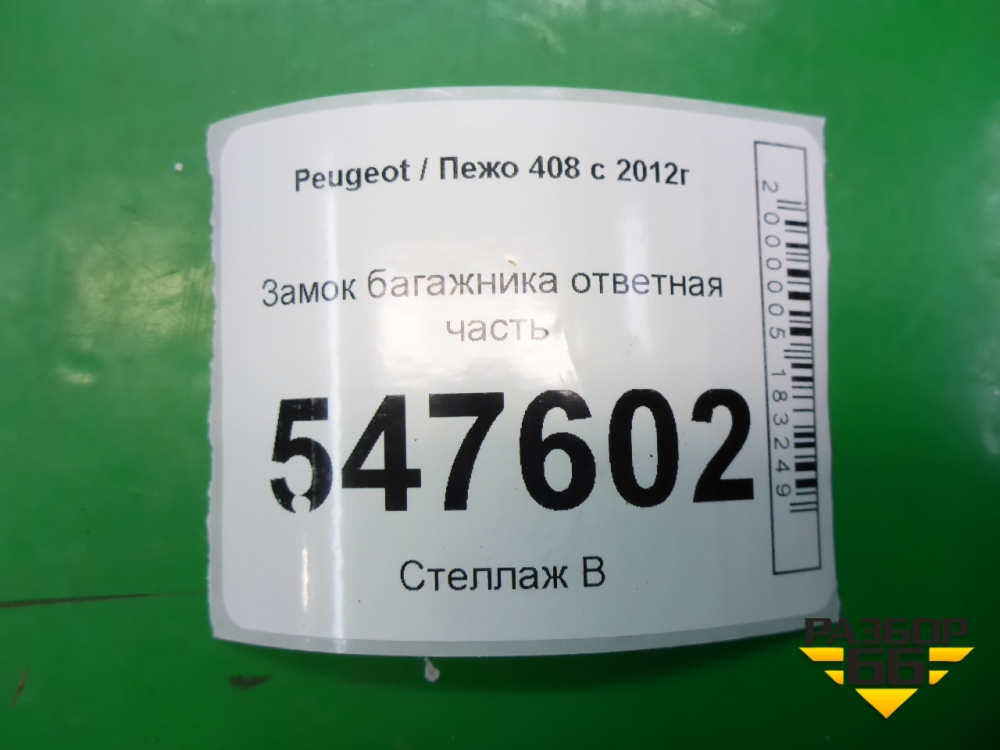 Peugeot / Пежо 408 с 2012г
Замок багажника ответная
часть
547602
Стеллаж В
2000005183249
РАЗБОР
66